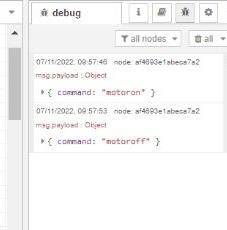 debug
all nodes
all
07/11/2022, 09:57:46 node: af4693e1abeca7a2
msg.payload : Object
{ command: "motoron" }
07/11/2022, 09:57:53 node: af4693e1abeca7a2
msg.payload : Object
{ command: "motoroff" }